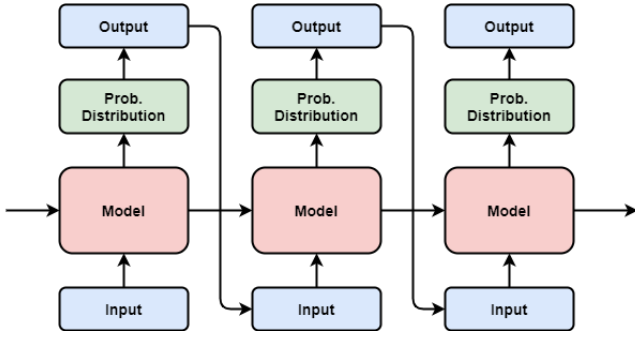 Output
Output
Output
Prob.
Distribution
Prob.
Distribution
Prob.
Distribution
Model
Model
Model
Input
Input
Input